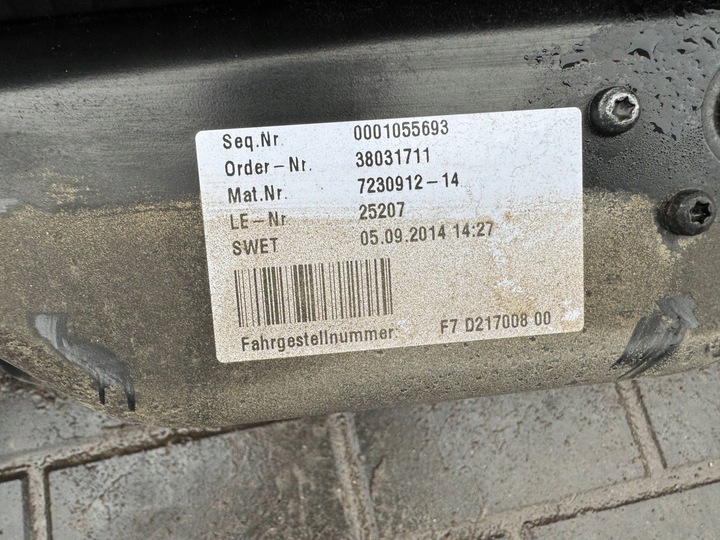 Seq.Nr. 0001055693
Order-Nr. 38031711
Mat.Nr. 7230912-14
LE-Nr 25207
SWET 05.09.2014 14:27
Fahrgestellnummer: F7 D217008 00